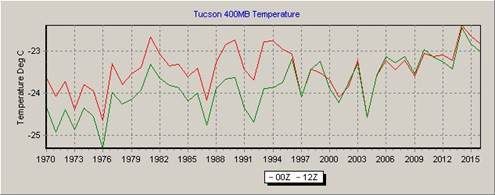 Tucson 400MB Temperature
Temperature Deg C
-23
-24
-25
1970 1973 1976 1979 1982 1985 1988 1991 1994 1997 2000 2003 2006 2009 2012 2015
00Z 12Z